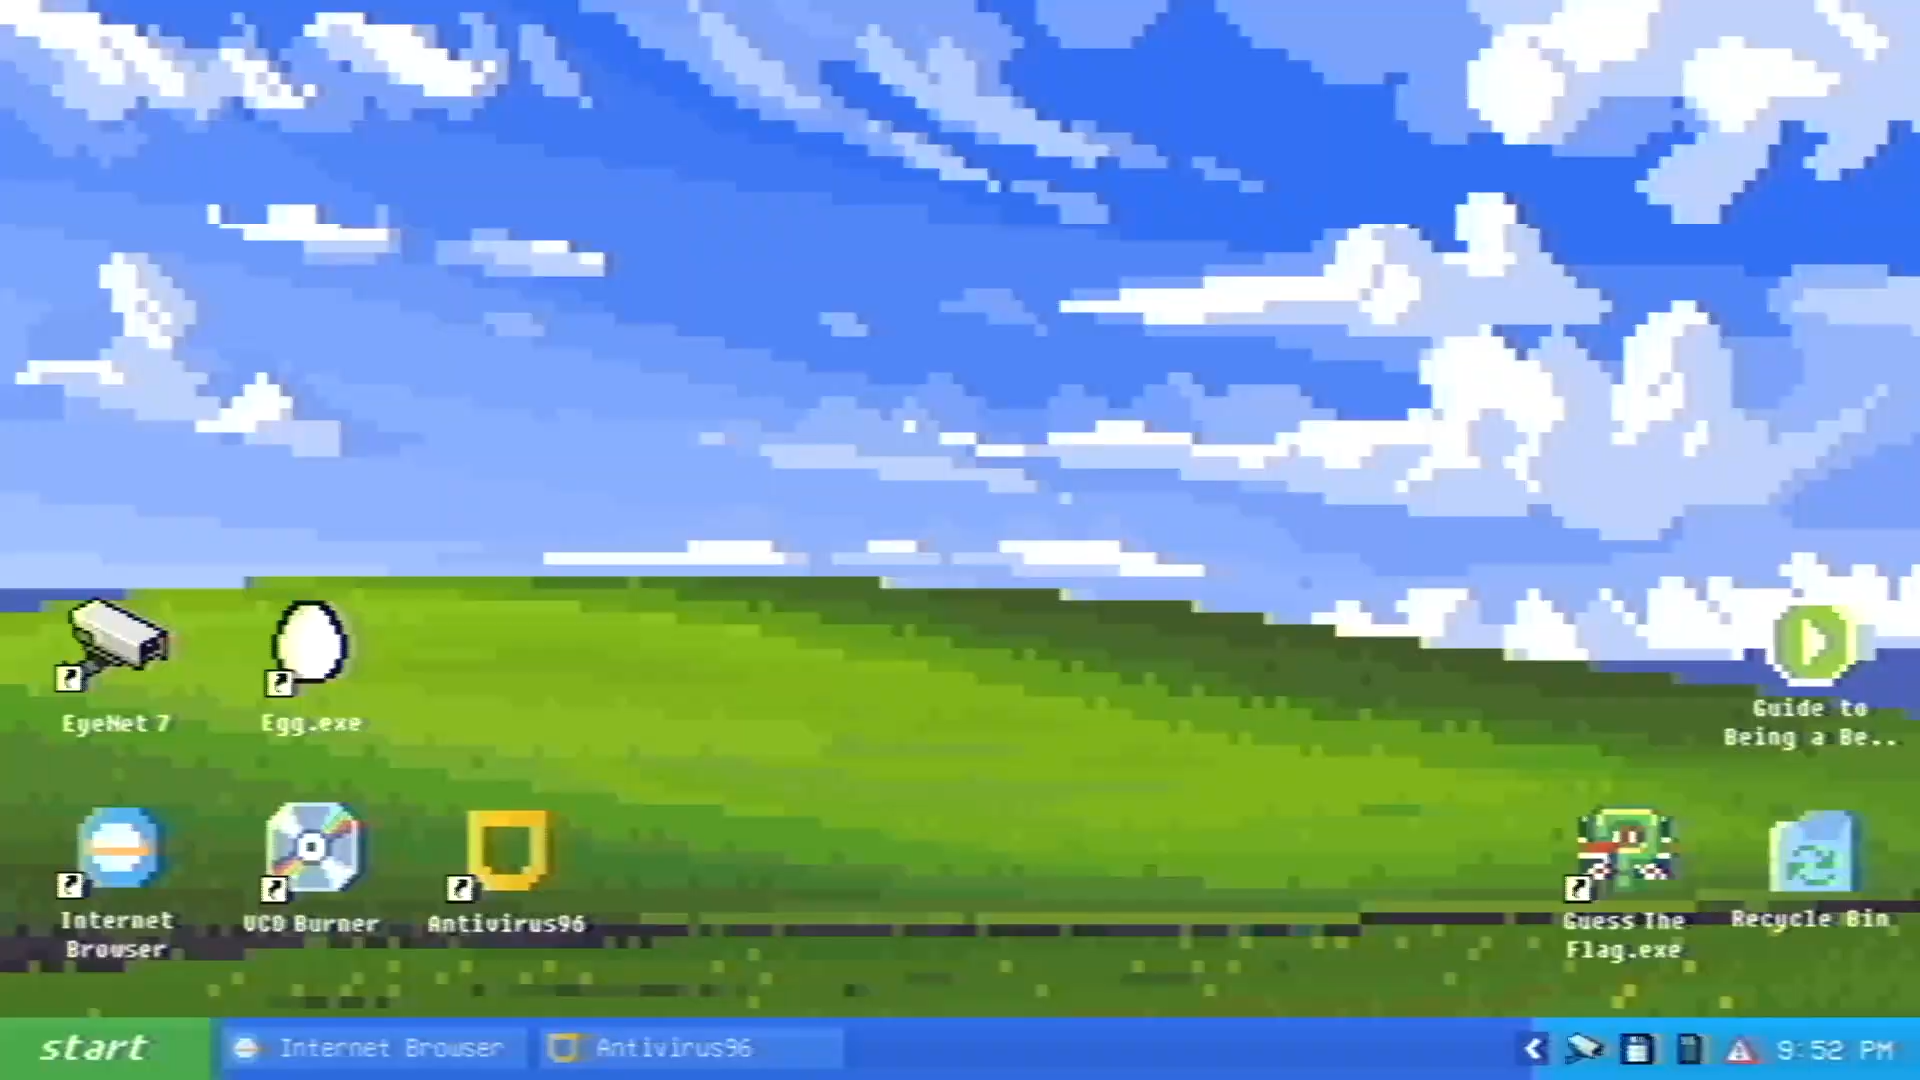 EyeNet 7
Egg.exe
Guide to
Being a Be..
Internet
Browser
VCD Burner
Antivirus96
Guess The
Flag.exe
Recycle Bin
start
Internet Browser
Antivirus96
9:52 PM